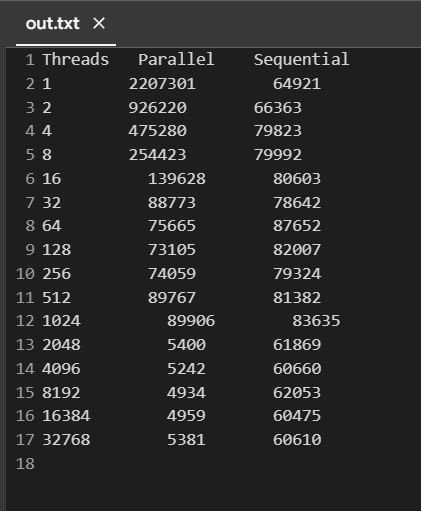 out.txt ×
1 Threads Parallel Sequential
2 1 2207301 64921
3 2 926220 66363
4 4 475280 79823
5 8 254423 79992
6 16 139628 80603
7 32 88773 78642
8 64 75665 87652
9 128 73105 82007
10 256 74059 79324
11 512 89767 81382
12 1024 89906 83635
13 2048 5400 61869
14 4096 5242 60660
15 8192 4934 62053
16 16384 4959 60475
17 32768 5381 60610
18